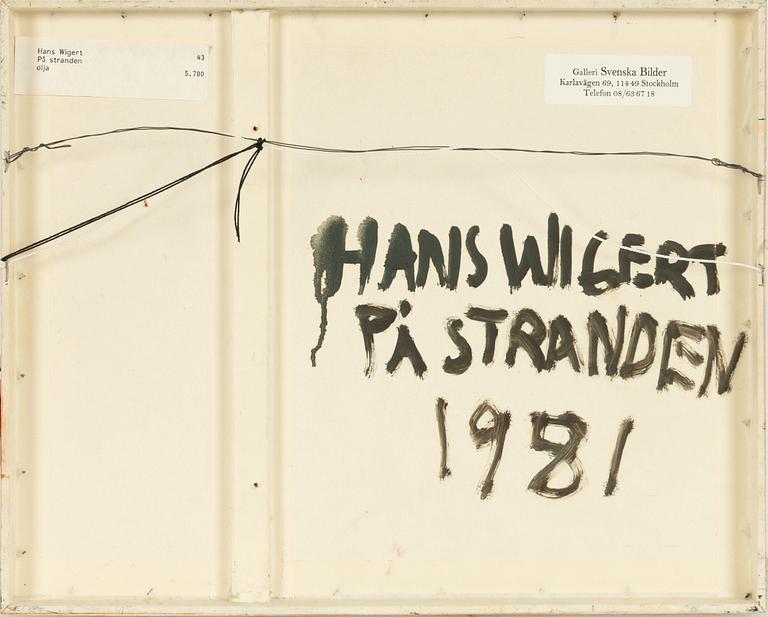 Hans Wigert 43
På stranden
olja 5.700
Galleri Svenska Bilder
Karlavägen 69, 114 49 Stockholm
Telefon 08/63 67 18
HANS WIGERT
PÅ STRANDEN
1981